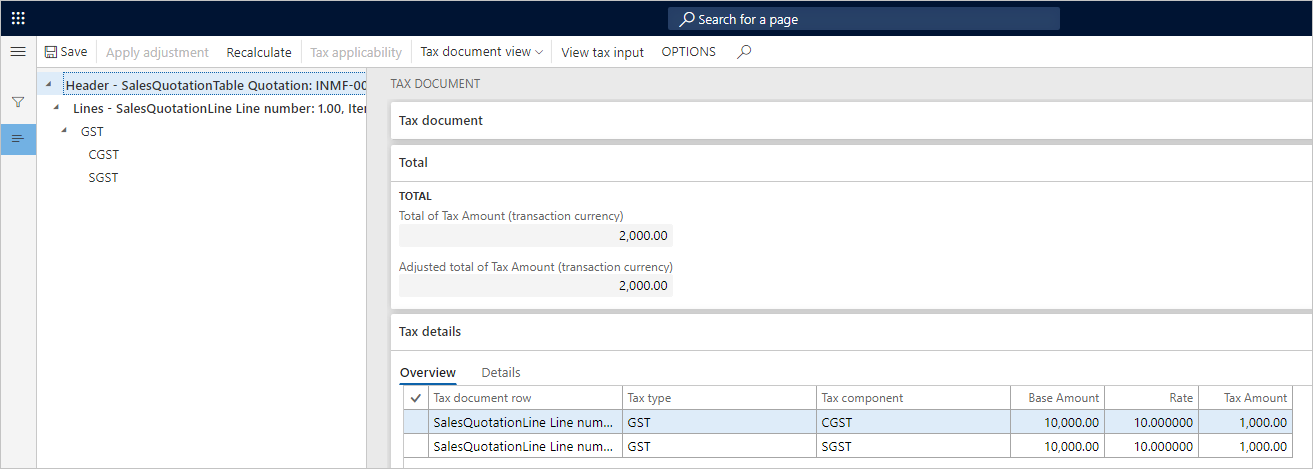 Search for a page
Save Apply adjustment Recalculate Tax applicability Tax document view View tax input OPTIONS
Header - SalesQuotationTable Quotation: INMF-00
Lines - SalesQuotationLine Line number: 1.00, Iter
GST
CGST
SGST
TAX DOCUMENT
Tax document
Total
TOTAL
Total of Tax Amount (transaction currency)
2,000.00
Adjusted total of Tax Amount (transaction currency)
2,000.00
Tax details
Overview Details
Tax document row Tax type Tax component Base Amount Rate Tax Amount
SalesQuotationLine Line num... GST CGST 10,000.00 10.000000 1,000.00
SalesQuotationLine Line num... GST SGST 10,000.00 10.000000 1,000.00